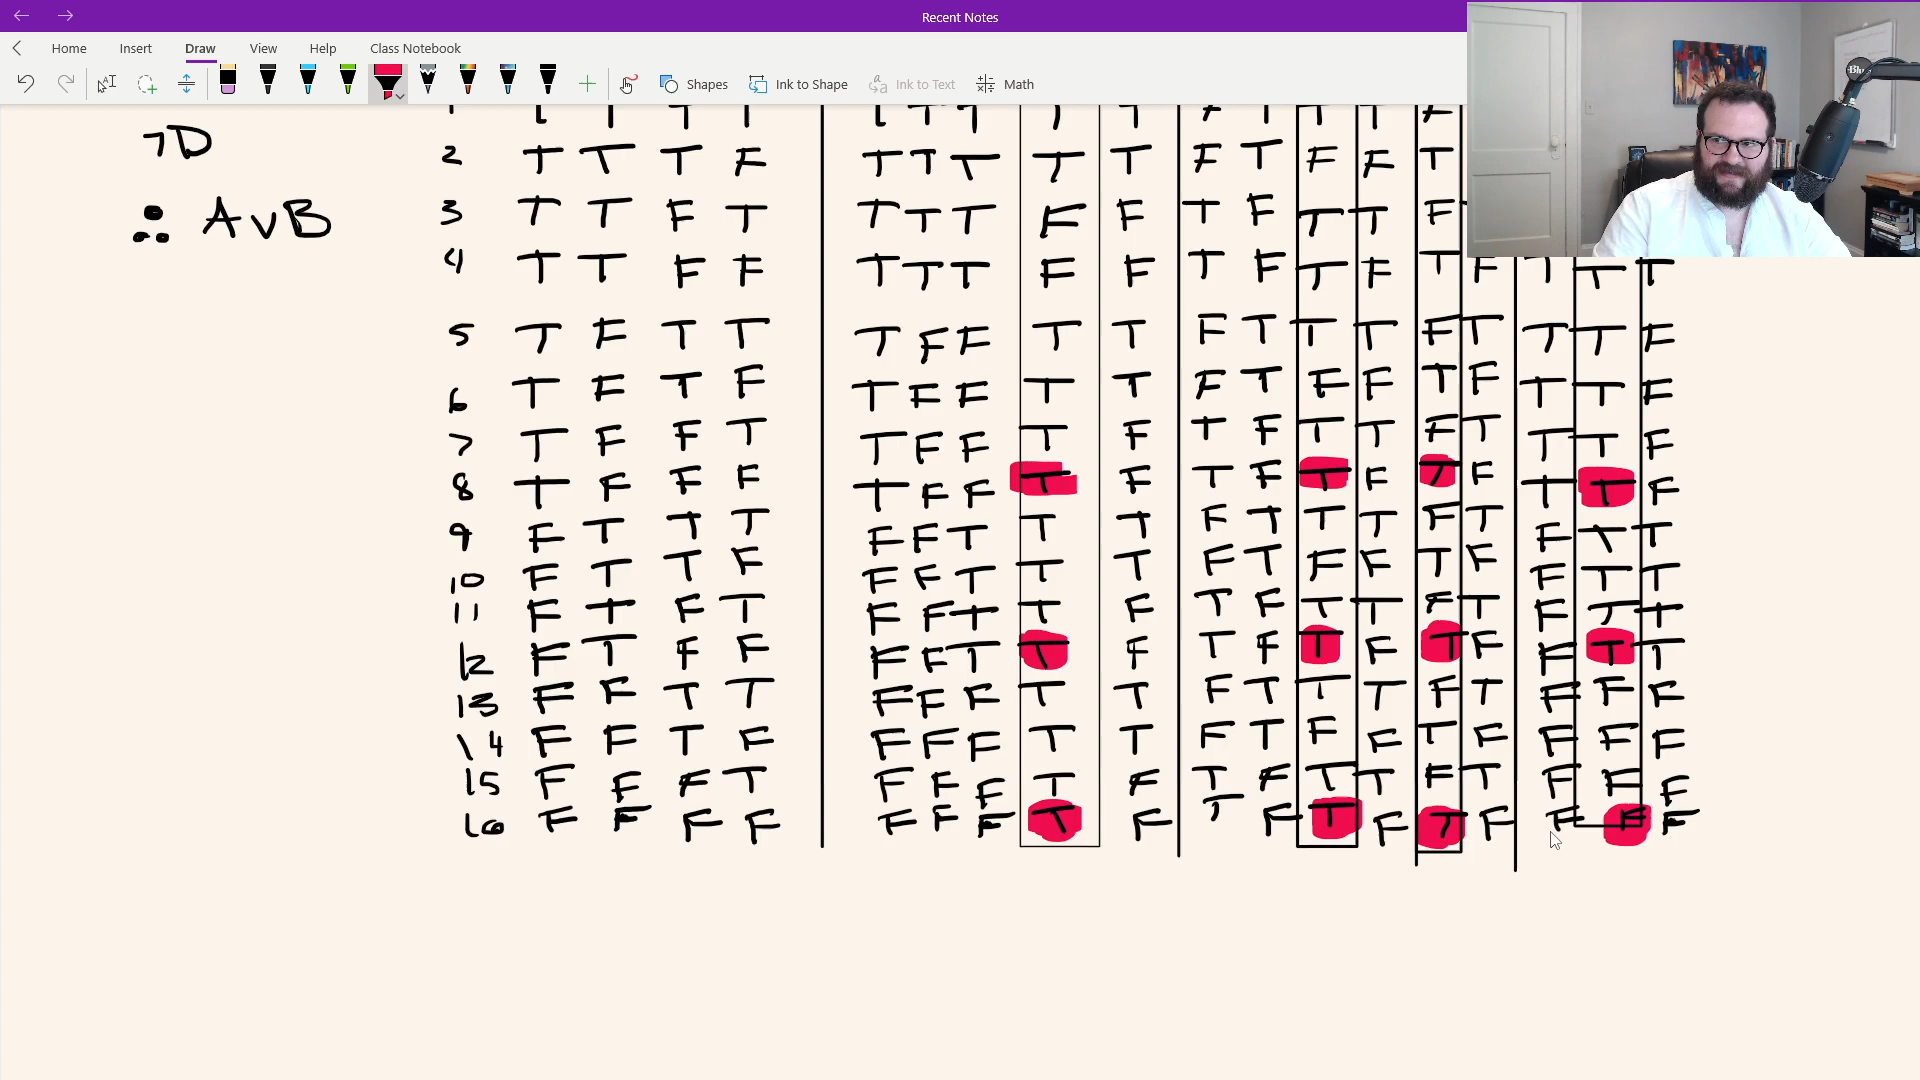 Recent Notes
Home Insert Draw View Help Class Notebook
Shapes Ink to Shape Ink to Text Math
Blue
¬D
∴ A∨B
2 T T T F T T T T T F T F F T
3 T T F T T T T F F T F T T F
4 T T F F T T T F F T F T F T F T T T
5 T F T T T F F T T F T T T F T T T F
6 T F T F T F F T T F T F F T F T T F
7 T F F T T F F T F T F T T F T T T F
8 T F F F T F F T F T F T F T F T T F
9 F T T T F F T T T F T T T F T F T T
10 F T T F F F T T T F T F F T F F T T
11 F T F T F F T T F T F T T F T F T T
12 F T F F F F T T F T F T F T F F T T
13 F F T T F F F T T F T T T F T F F F
14 F F T F F F F T T F T F F T F F F F
15 F F F T F F F T F T F T T F T F F F
16 F F F F F F F T F T F T F T F F F F